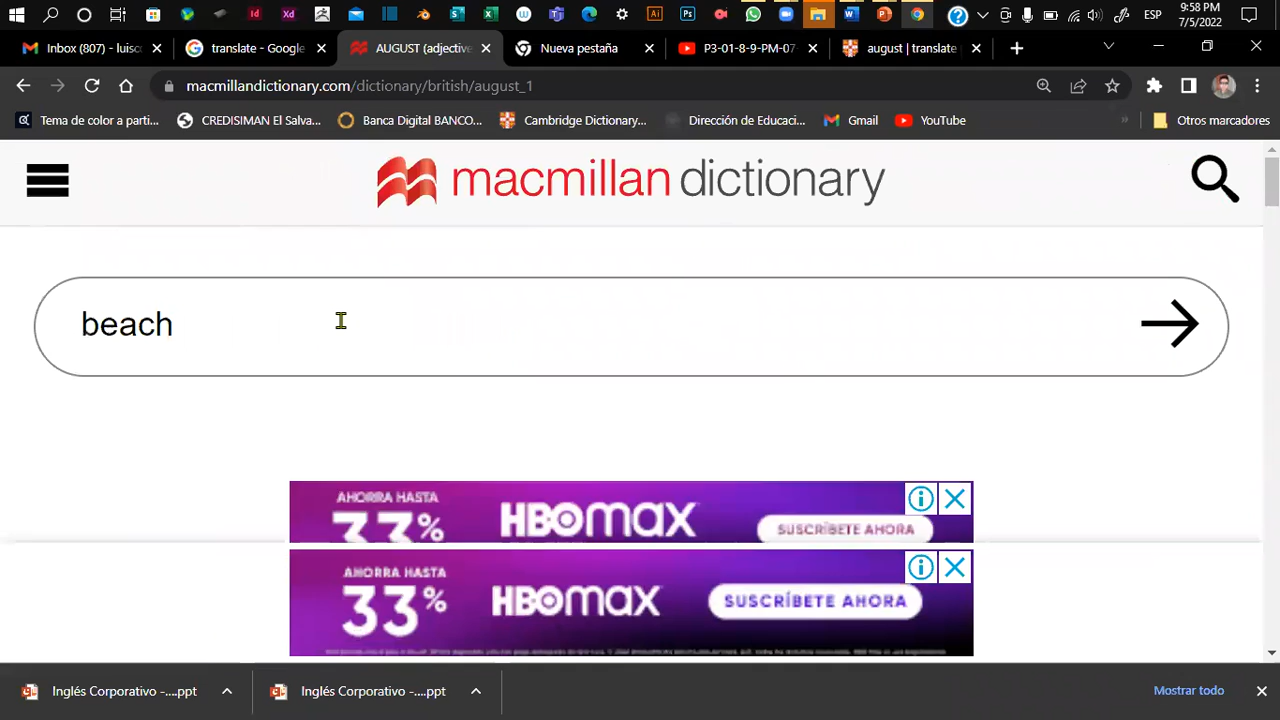 ESP
9:58 PM
7/5/2022
Inbox (807) - luisc
translate - Google
AUGUST (adjective
Nueva pestaña
P3-01-8-9-PM-07-
august | translate
macmillandictionary.com/dictionary/british/august_1
Tema de color a parti...
CREDISIMAN El Salva...
Banca Digital BANCO...
Cambridge Dictionary...
Dirección de Educaci...
Gmail
YouTube
Otros marcadores
macmillan dictionary
beach
AHORRA HASTA
33%
HBOMAX
SUSCRÍBETE AHORA
AHORRA HASTA
33%
HBOMAX
SUSCRÍBETE AHORA
Inglés Corporativo -....ppt
Inglés Corporativo -....ppt
Mostrar todo